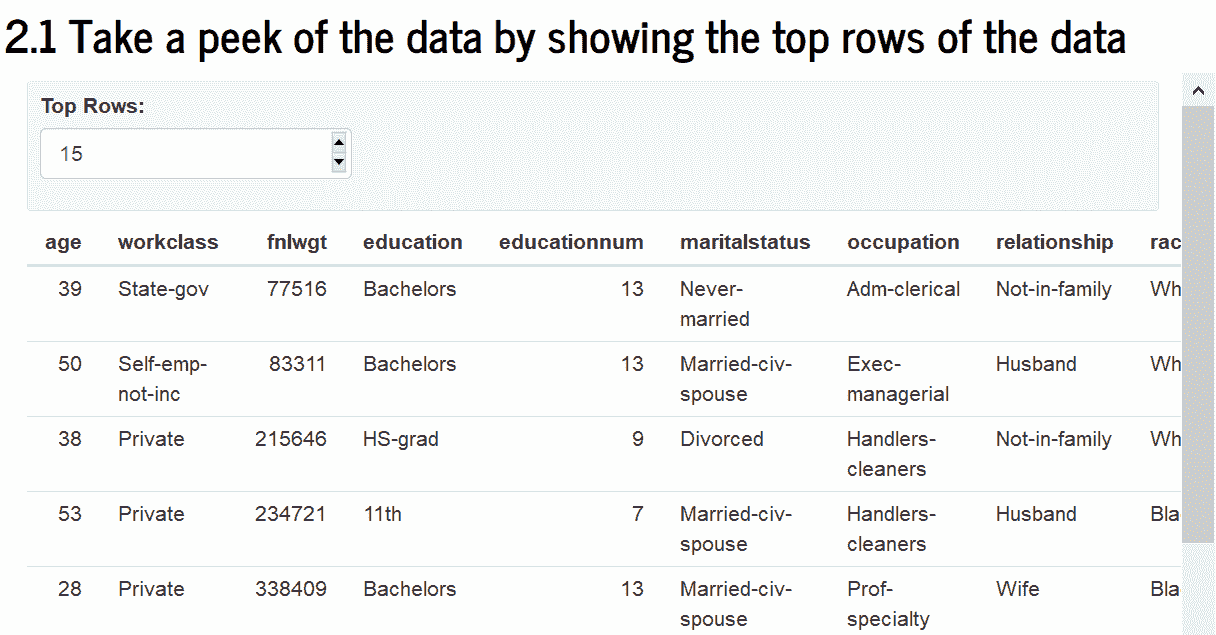 2.1 Take a peek of the data by showing the top rows of the data
Top Rows:
15
age workclass fnlwgt education educationnum maritalstatus occupation relationship rac
39 State-gov 77516 Bachelors 13 Never- Adm-clerical Not-in-family Wh
married
50 Self-emp- 83311 Bachelors 13 Married-civ- Exec- Husband Wh
not-inc spouse managerial
38 Private 215646 HS-grad 9 Divorced Handlers- Not-in-family Wh
cleaners
53 Private 234721 11th 7 Married-civ- Handlers- Husband Bla
spouse cleaners
28 Private 338409 Bachelors 13 Married-civ- Prof- Wife Bla
spouse specialty